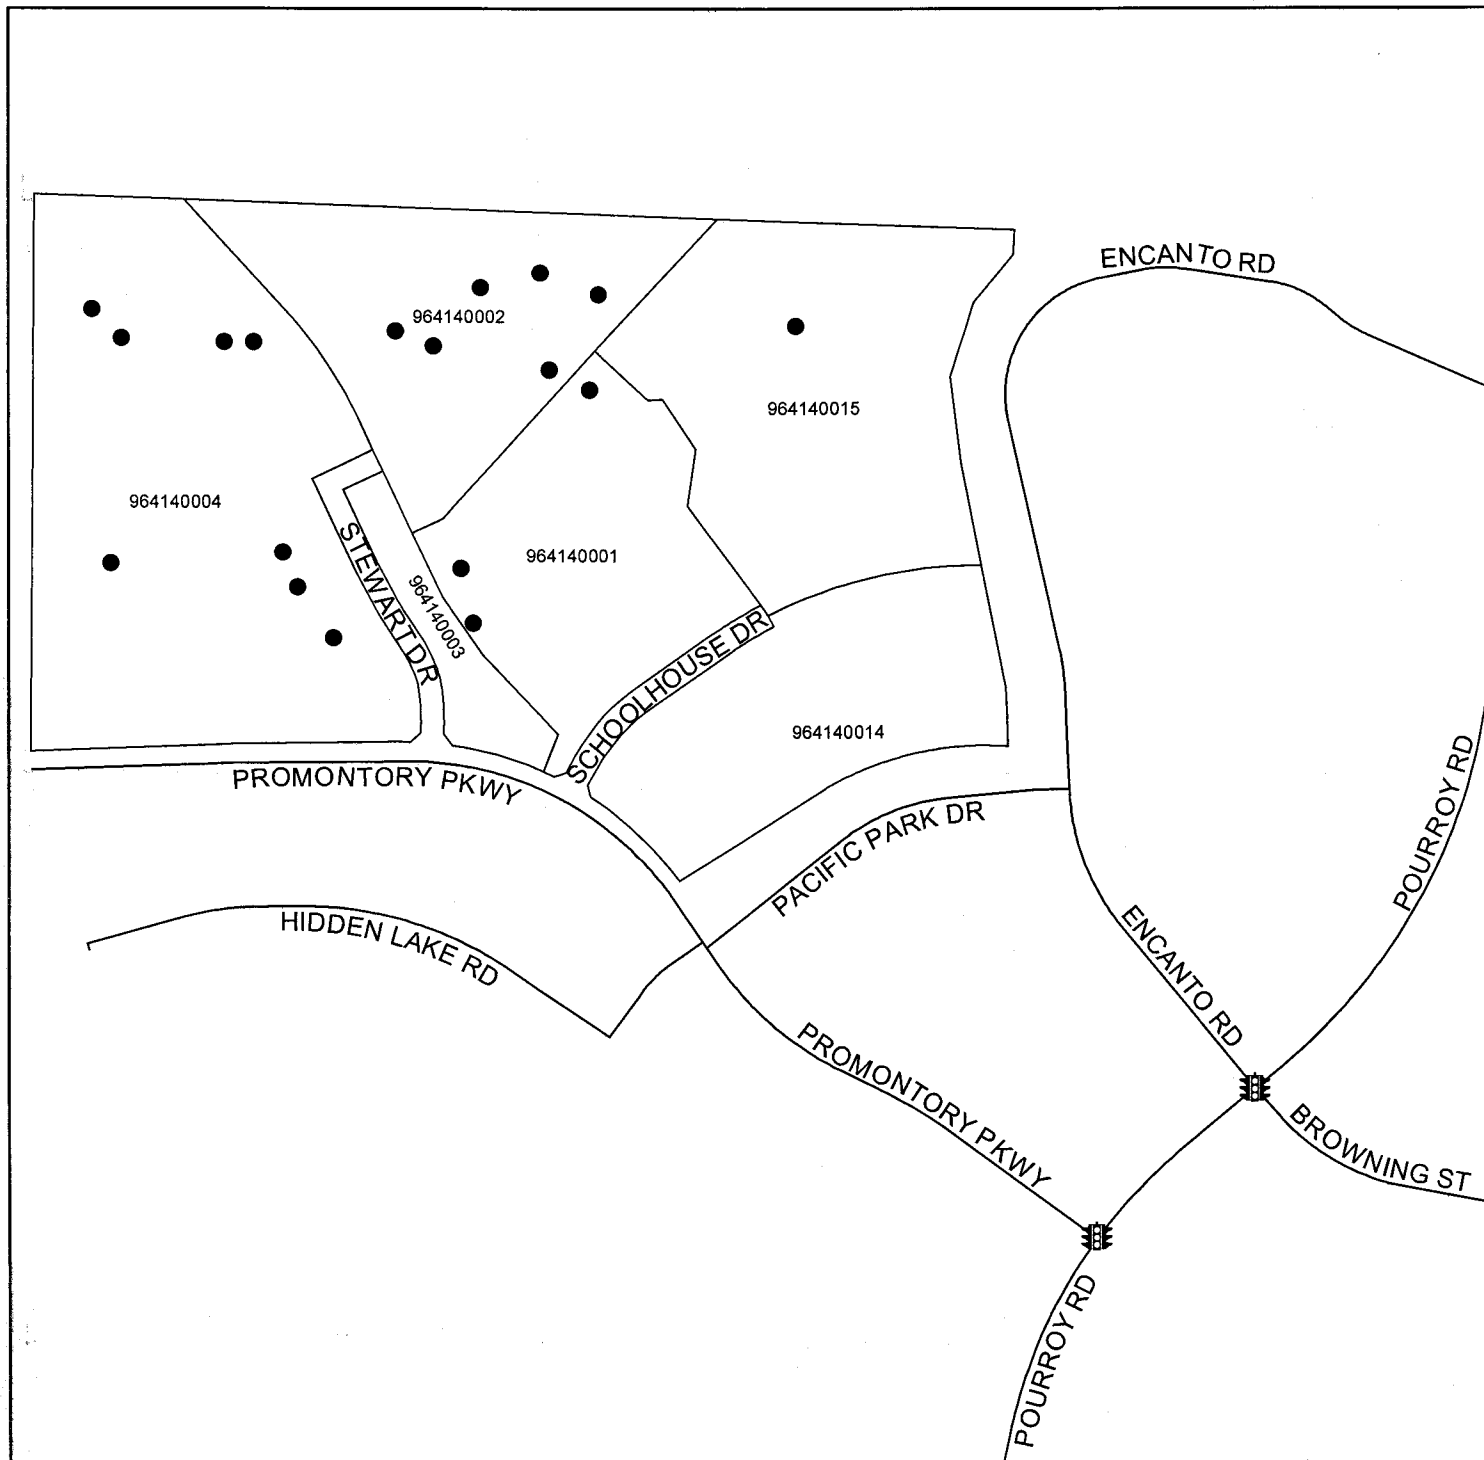 ENCANTO RD
964140002
964140015
964140004
964140001
STEWART DR
964140003
SCHOOLHOUSE DR
964140014
PROMONTORY PKWY
PACIFIC PARK DR
POURROY RD
HIDDEN LAKE RD
ENCANTO RD
PROMONTORY PKWY
BROWNING ST
POURROY RD